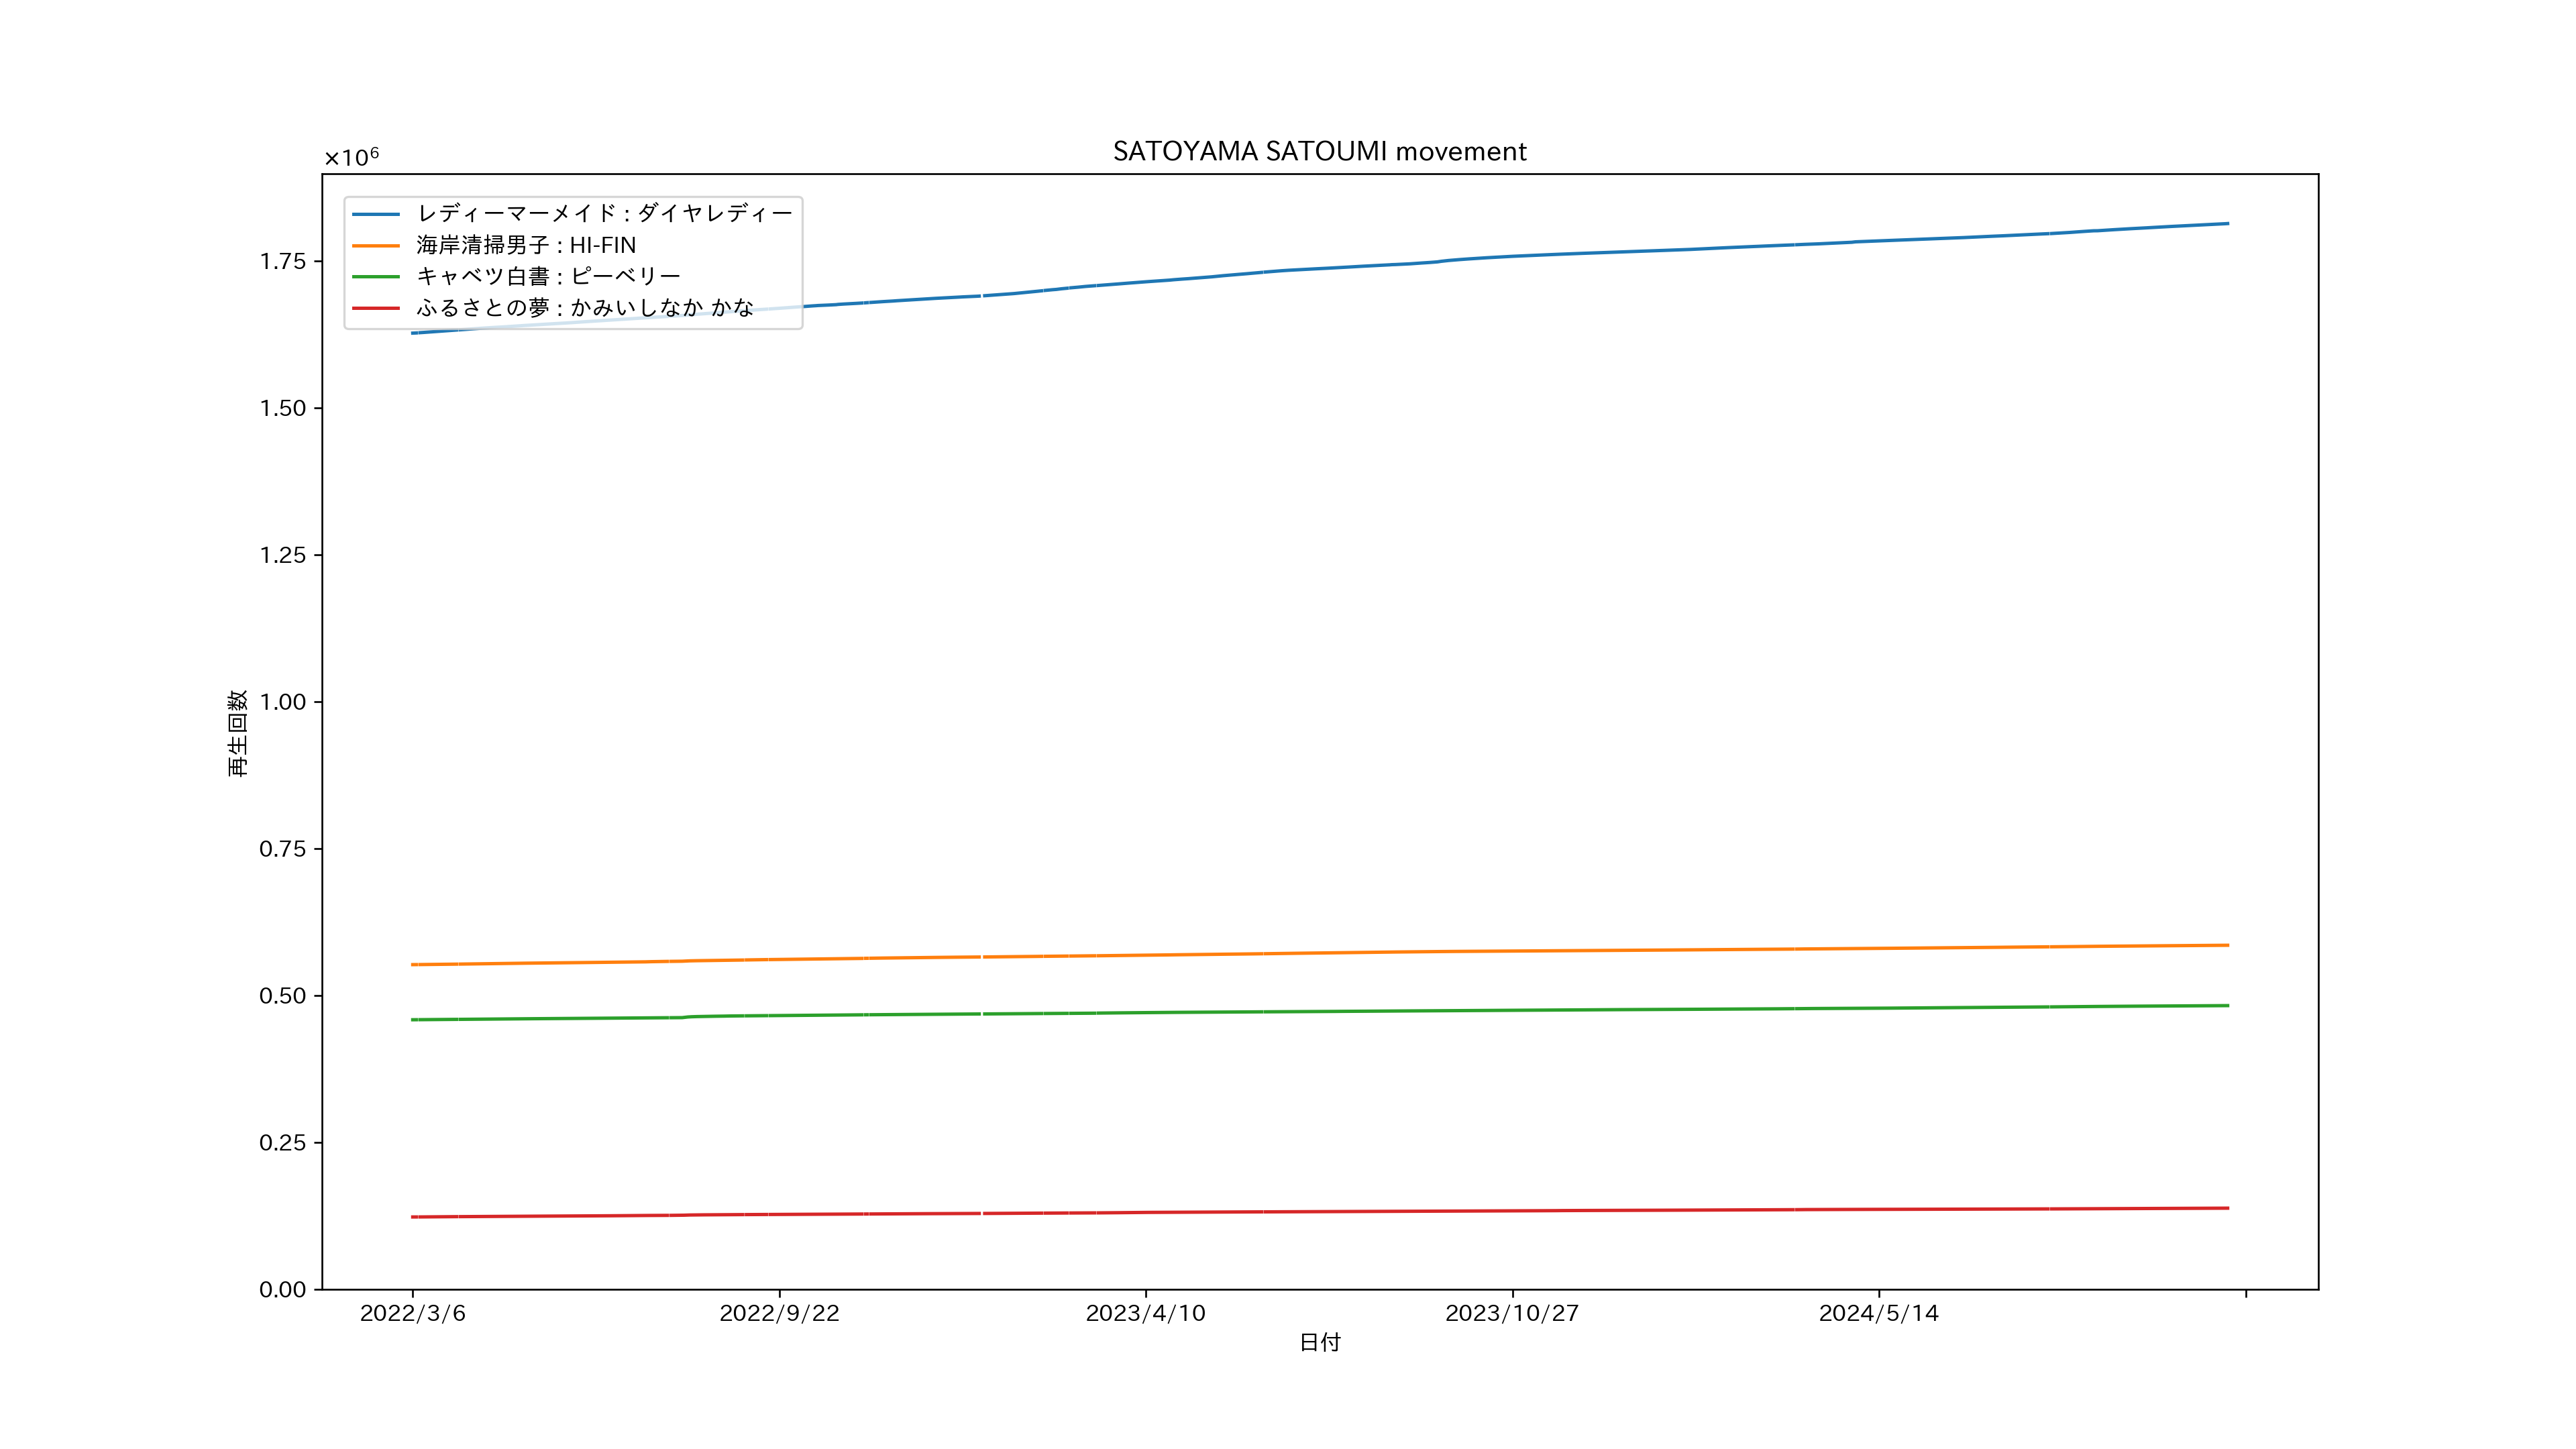 SATOYAMA SATOUMI movement
×10⁶
レディーマーメイド : ダイヤレディー
海岸清掃男子 : HI-FIN
キャベツ白書 : ピーベリー
ふるさとの夢 : かみいしなか かな
1.75
1.50
1.25
1.00
0.75
0.50
0.25
0.00
再生回数
2022/3/6 2022/9/22 2023/4/10 2023/10/27 2024/5/14
日付